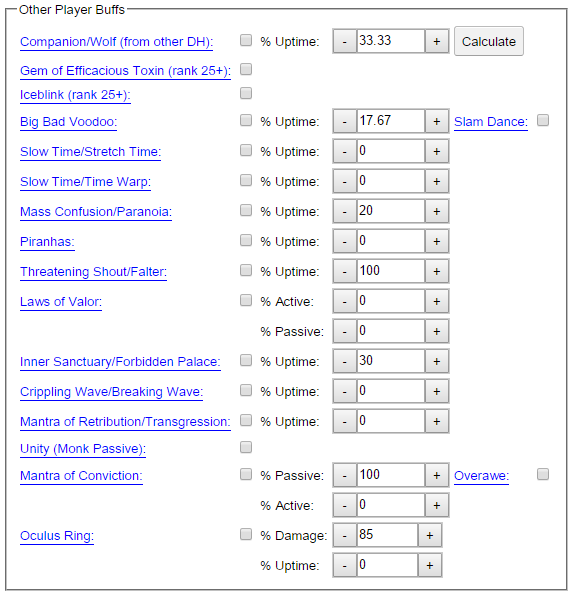 Other Player Buffs
Companion/Wolf (from other DH): % Uptime: - 33.33 + Calculate
Gem of Efficacious Toxin (rank 25+):
Iceblink (rank 25+):
Big Bad Voodoo: % Uptime: - 17.67 + Slam Dance:
Slow Time/Stretch Time: % Uptime: - 0 +
Slow Time/Time Warp: % Uptime: - 0 +
Mass Confusion/Paranoia: % Uptime: - 20 +
Piranhas: % Uptime: - 0 +
Threatening Shout/Falter: % Uptime: - 100 +
Laws of Valor: % Active: - 0 +
% Passive: - 0 +
Inner Sanctuary/Forbidden Palace: % Uptime: - 30 +
Crippling Wave/Breaking Wave: % Uptime: - 0 +
Mantra of Retribution/Transgression: % Uptime: - 0 +
Unity (Monk Passive):
Mantra of Conviction: % Passive: - 100 + Overawe:
% Active: - 0 +
Oculus Ring: % Damage: - 85 +
% Uptime: - 0 +